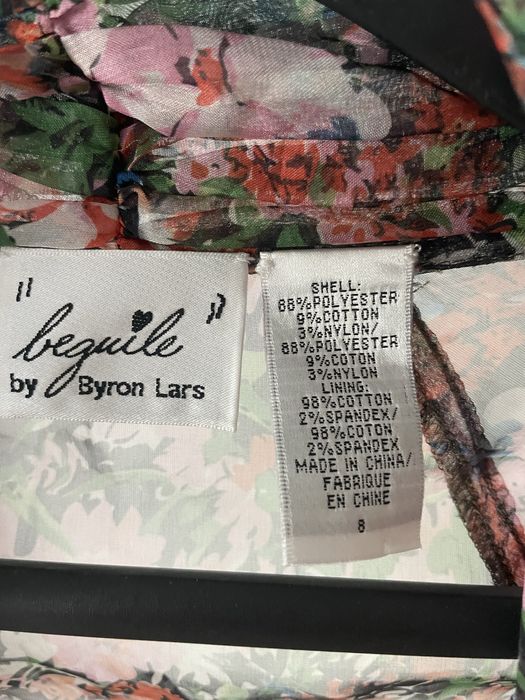 " beguile "
by Byron Lars
SHELL:
88%POLYESTER
9%COTTON
3%NYLON/
88%POLYESTER
9%COTON
3%NYLON
LINING:
98%COTTON
2%SPANDEX/
98%COTON
2%SPANDEX
MADE IN CHINA/
FABRIQUE
EN CHINE
8